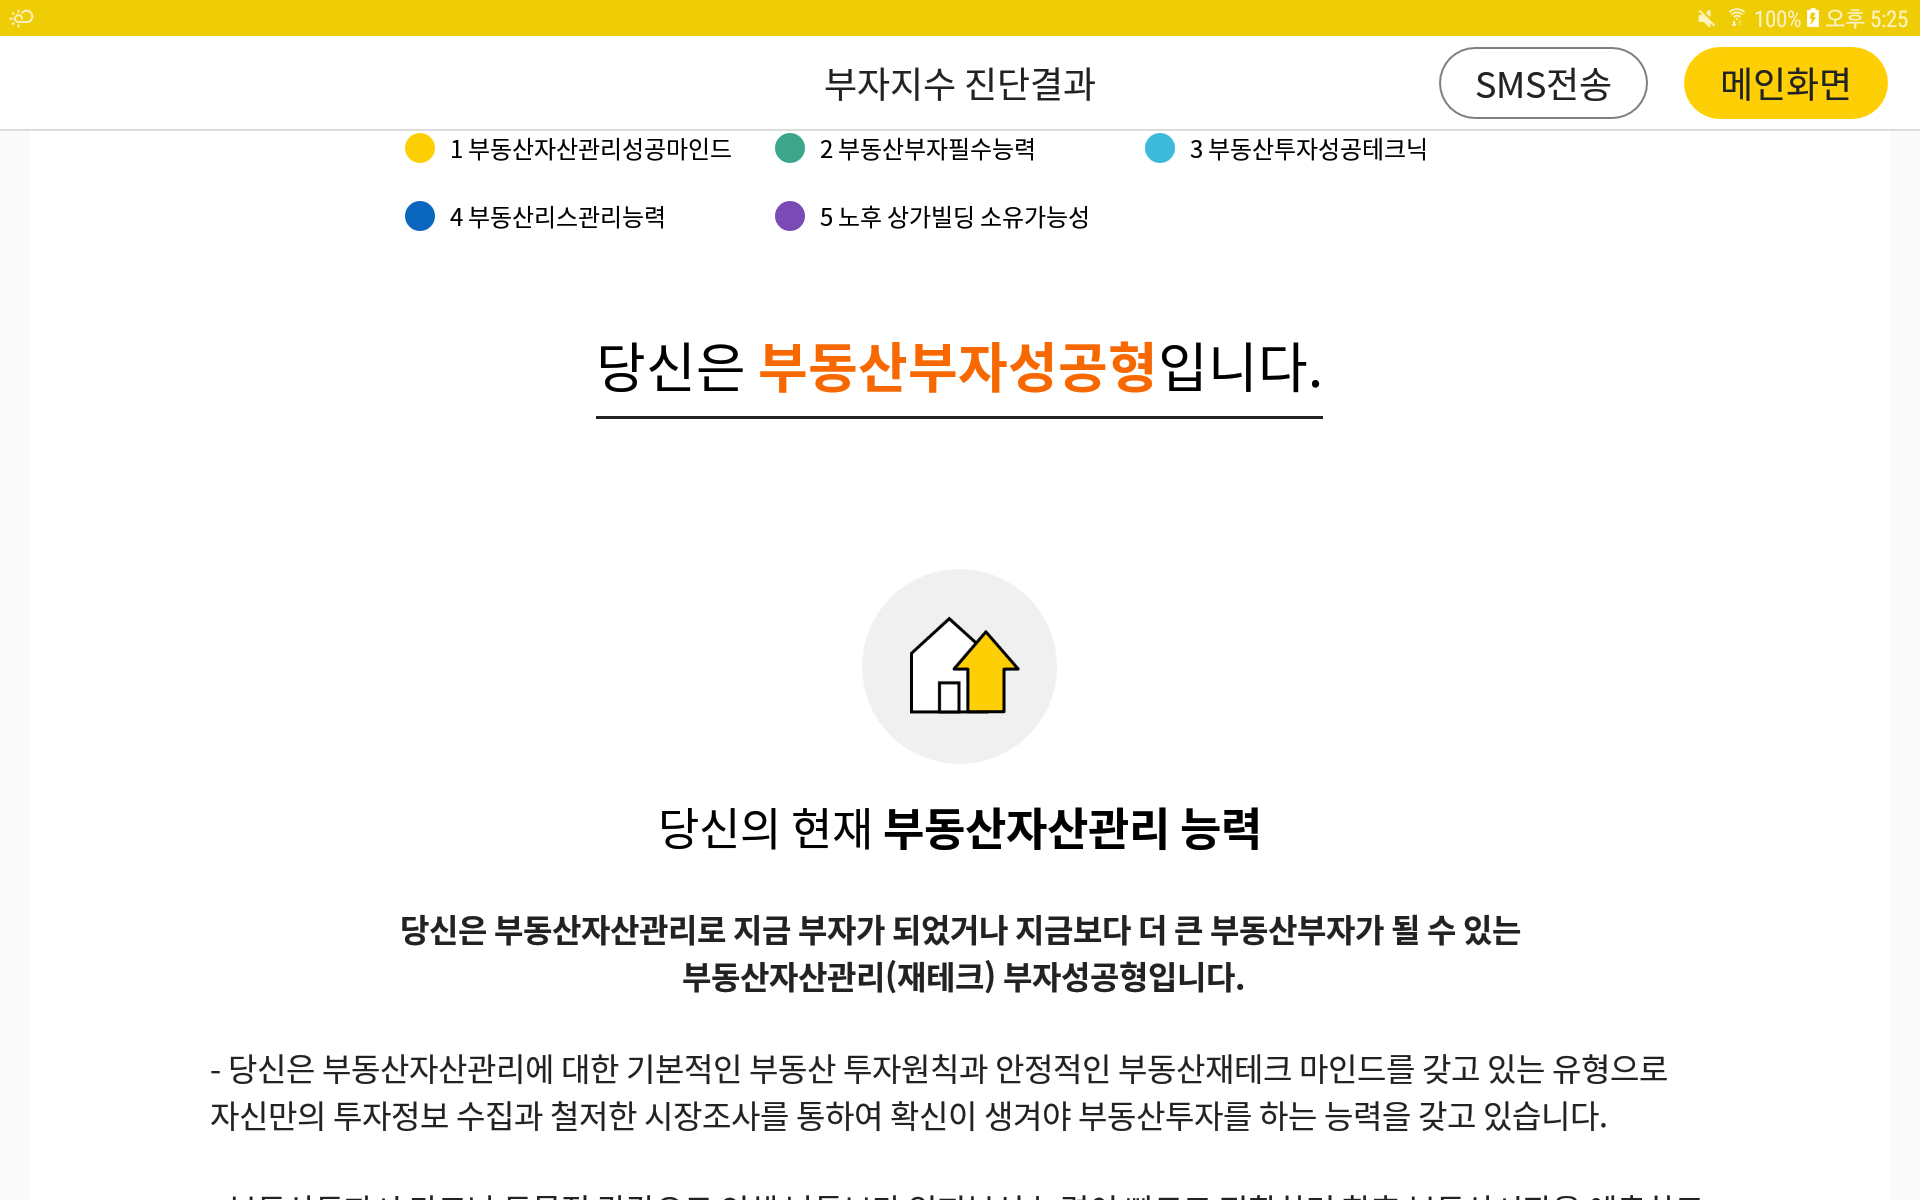 100% 오후 5:25
부자지수 진단결과
SMS전송
메인화면
1 부동산자산관리성공마인드
2 부동산부자필수능력
3 부동산투자성공테크닉
4 부동산리스관리능력
5 노후 상가빌딩 소유가능성
당신은 부동산부자성공형입니다.
당신의 현재 부동산자산관리 능력
당신은 부동산자산관리로 지금 부자가 되었거나 지금보다 더 큰 부동산부자가 될 수 있는
부동산자산관리(재테크) 부자성공형입니다.
- 당신은 부동산자산관리에 대한 기본적인 부동산 투자원칙과 안정적인 부동산재테크 마인드를 갖고 있는 유형으로
자신만의 투자정보 수집과 철저한 시장조사를 통하여 확신이 생겨야 부동산투자를 하는 능력을 갖고 있습니다.